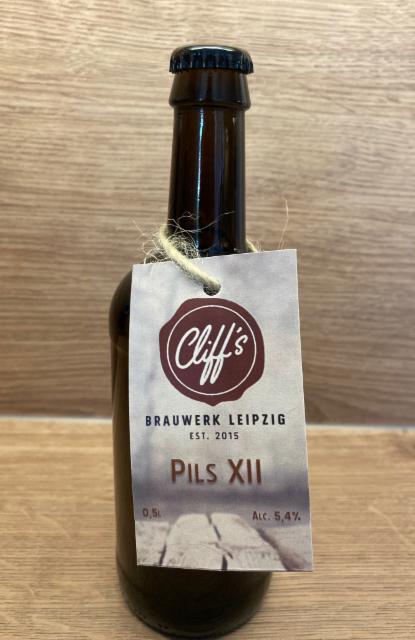 Cliff's
BRAUWERK LEIPZIG
EST. 2015
PILS XII
0,5L ALC. 5,4%